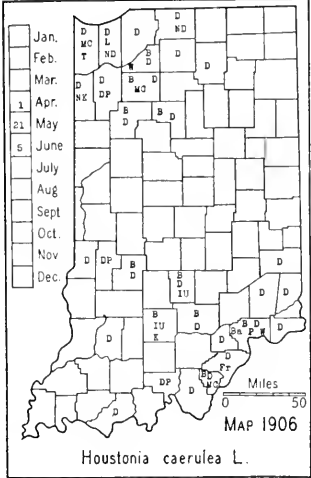 Jan.
Feb.
Mar.
1 Apr.
21 May
5 June
July
Aug
Sept
Oct.
Nov
Dec.
D D D
MC L ND
T ND B D D
D
W
D D B D
NK DP MC
B B
D D
D DP B D
D
B
D
IU
D D
B B B D D
IU D Ba P W
K
D D
D
Fr
B D
MC
DP D
D
Miles
0 50
MAP 1906
Houstonia caerulea L.